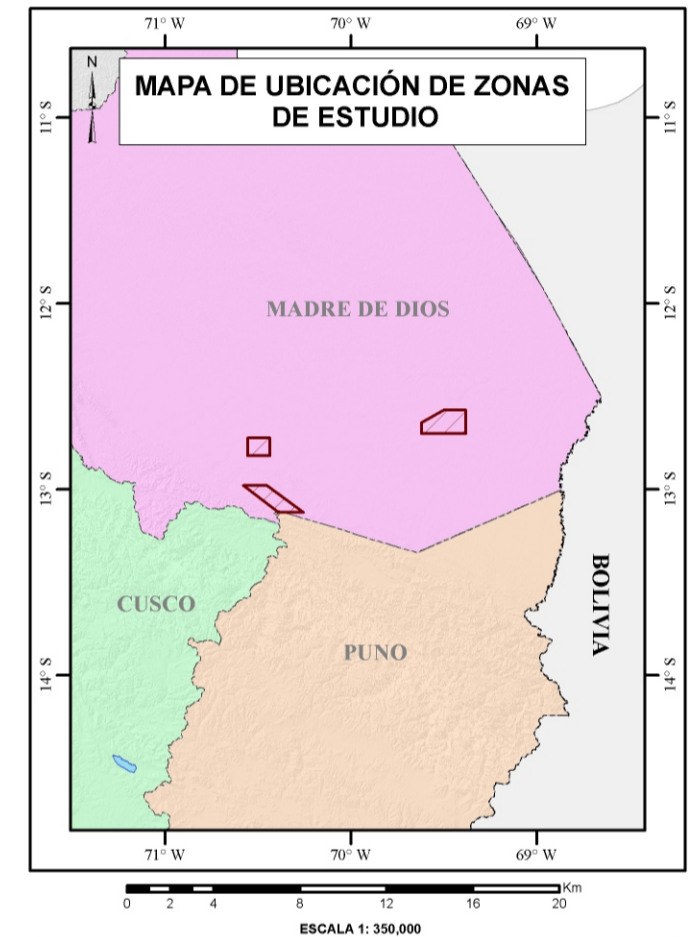 71° W 70° W 69° W
N
MAPA DE UBICACIÓN DE ZONAS
DE ESTUDIO
11° S 11° S
MADRE DE DIOS
12° S 12° S
13° S 13° S
BOLIVIA
CUSCO
PUNO
14° S 14° S
71° W 70° W 69° W
Km
0 2 4 8 12 16 20
ESCALA 1: 350,000